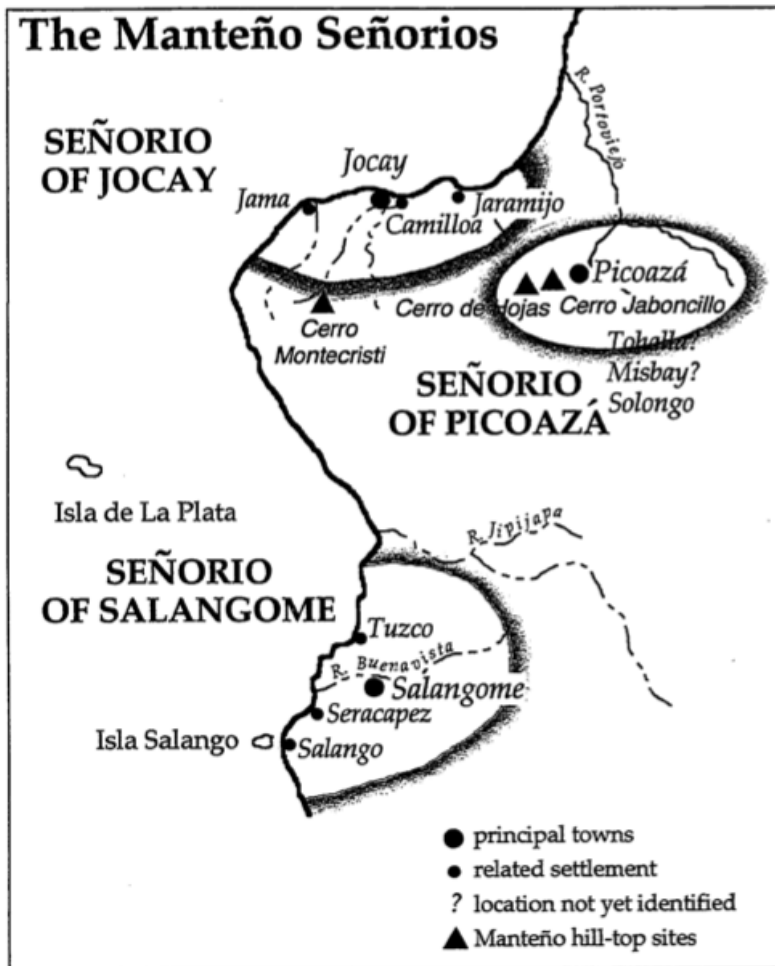 The Manteño Señorios
R. Portoviejo
SEÑORIO
OF JOCAY
Jocay
Jama
Camilloa
Jaramijo
Picoazá
Cerro de Hojas
Cerro Jaboncillo
Cerro
Montecristi
Tohalla?
Misbay?
Solongo
SEÑORIO
OF PICOAZÁ
Isla de La Plata
R. Jipijapa
SEÑORIO
OF SALANGOME
Tuzco
R. Buenavista
Salangome
Seracapez
Isla Salango
Salango
principal towns
related settlement
? location not yet identified
Manteño hill-top sites